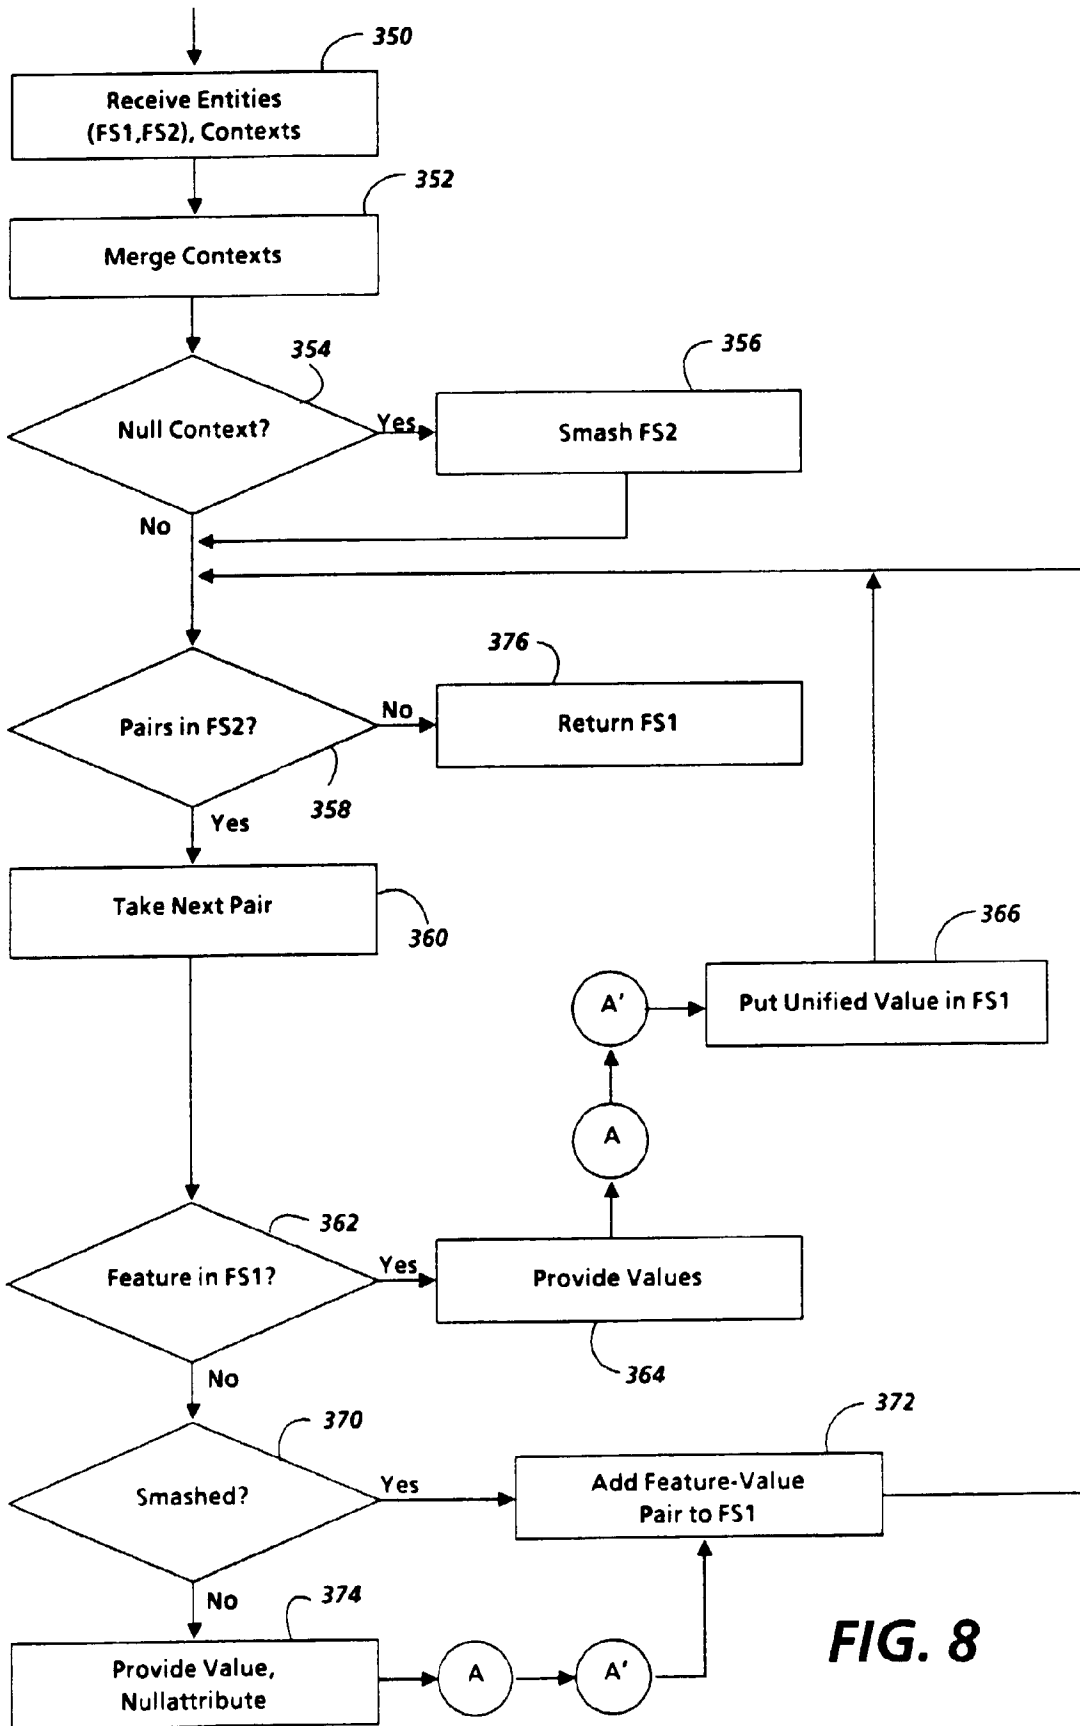 350
Receive Entities
(FS1,FS2), Contexts
352
Merge Contexts
354
Null Context?
Yes
356
Smash FS2
No
376
Pairs in FS2?
No
Return FS1
358
Yes
Take Next Pair
360
366
A'
Put Unified Value in FS1
A
362
Feature in FS1?
Yes
Provide Values
364
No
370
372
Smashed?
Yes
Add Feature-Value
Pair to FS1
No
374
Provide Value,
Nullattribute
A
A'
FIG. 8